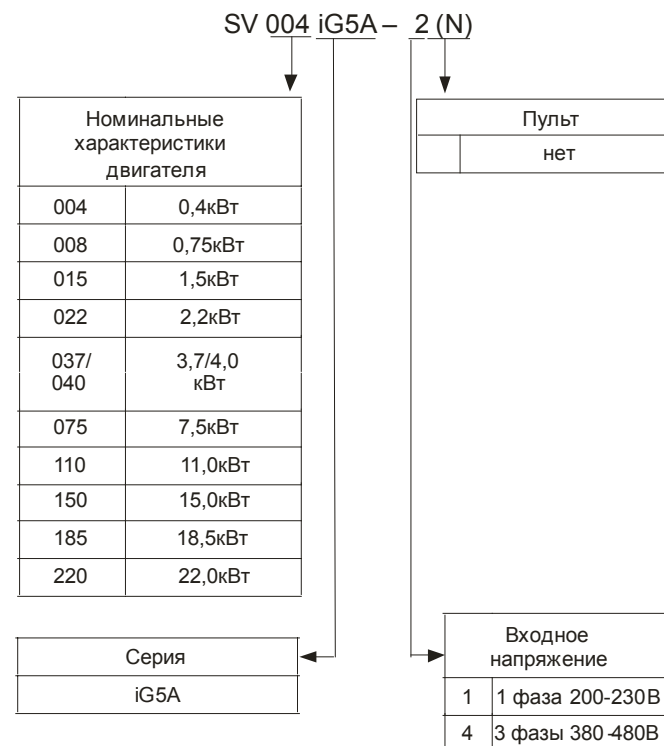 SV 004 iG5A – 2 (N)
Номинальные
характеристики
двигателя
004 0,4кВт
008 0,75кВт
015 1,5кВт
022 2,2кВт
037/ 3,7/4,0
040 кВт
075 7,5кВт
110 11,0кВт
150 15,0кВт
185 18,5кВт
220 22,0кВт
Пульт
нет
Серия
iG5A
Входное
напряжение
1 1 фаза 200-230В
4 3 фазы 380-480В